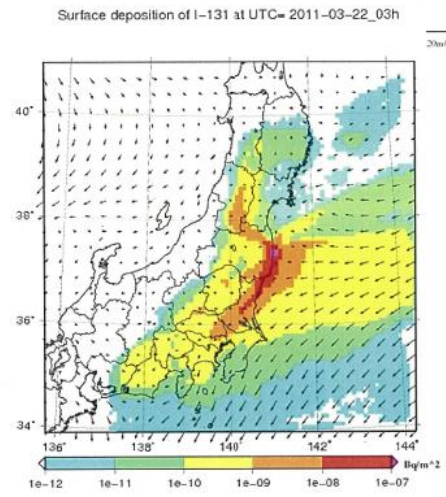 Surface deposition of I-131 at UTC= 2011-03-22_03h
20m/
40°
38°
36°
34°
136° 138° 140° 142° 144°
1e-12 1e-11 1e-10 1e-09 1e-08 1e-07 Bq/m^2